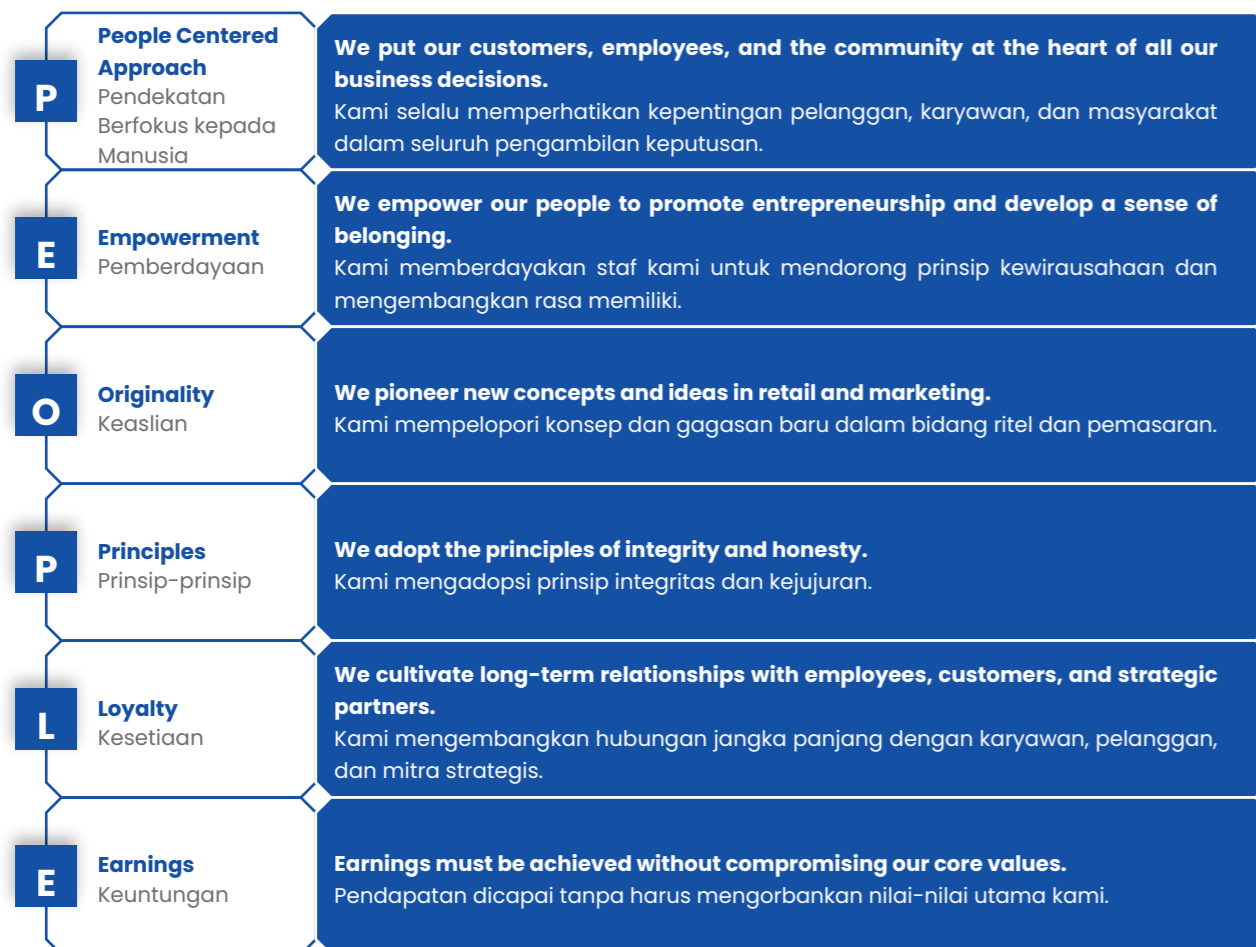 P
People Centered
Approach
Pendekatan
Berfokus kepada
Manusia
We put our customers, employees, and the community at the heart of all our
business decisions.
Kami selalu memperhatikan kepentingan pelanggan, karyawan, dan masyarakat
dalam seluruh pengambilan keputusan.
E
Empowerment
Pemberdayaan
We empower our people to promote entrepreneurship and develop a sense of
belonging.
Kami memberdayakan staf kami untuk mendorong prinsip kewirausahaan dan
mengembangkan rasa memiliki.
O
Originality
Keaslian
We pioneer new concepts and ideas in retail and marketing.
Kami mempelopori konsep dan gagasan baru dalam bidang ritel dan pemasaran.
P
Principles
Prinsip-prinsip
We adopt the principles of integrity and honesty.
Kami mengadopsi prinsip integritas dan kejujuran.
L
Loyalty
Kesetiaan
We cultivate long-term relationships with employees, customers, and strategic
partners.
Kami mengembangkan hubungan jangka panjang dengan karyawan, pelanggan,
dan mitra strategis.
E
Earnings
Keuntungan
Earnings must be achieved without compromising our core values.
Pendapatan dicapai tanpa harus mengorbankan nilai-nilai utama kami.